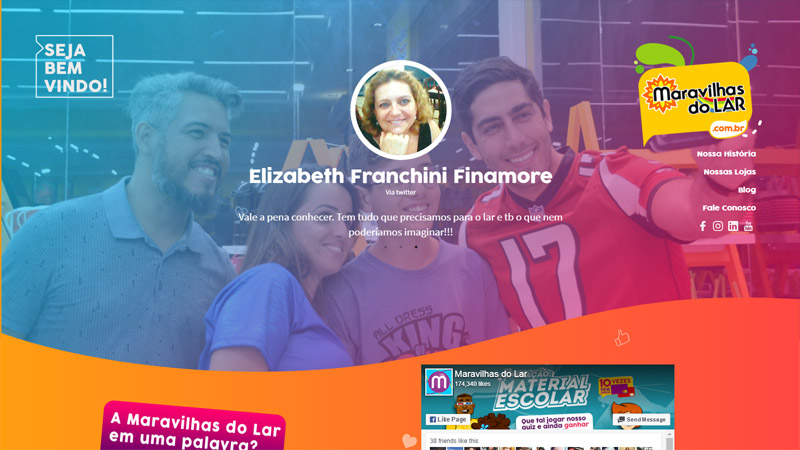 SEJA
BEM
VINDO!
Maravilhas
do LAR
.com.br
Nossa História
Nossas Lojas
Blog
Fale Conosco
Elizabeth Franchini Finamore
Via twitter
Vale a pena conhecer. Tem tudo que precisamos para o lar e tb o que nem
poderíamos imaginar!!!
17
ALL DRESS
KING
A Maravilhas do Lar
em uma palavra?
Maravilhas do Lar
174,340 likes
MATERIAL
ESCOLAR
10 VEZES
Que tal jogar nosso
quiz e ainda ganhar
Like Page
Send Message
38 friends like this